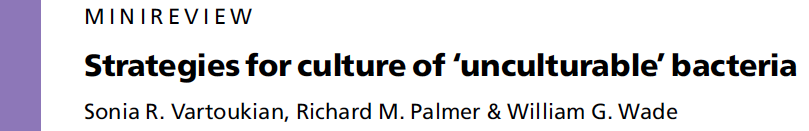 MINIREVIEW
Strategies for culture of ‘unculturable’ bacteria
Sonia R. Vartoukian, Richard M. Palmer & William G. Wade